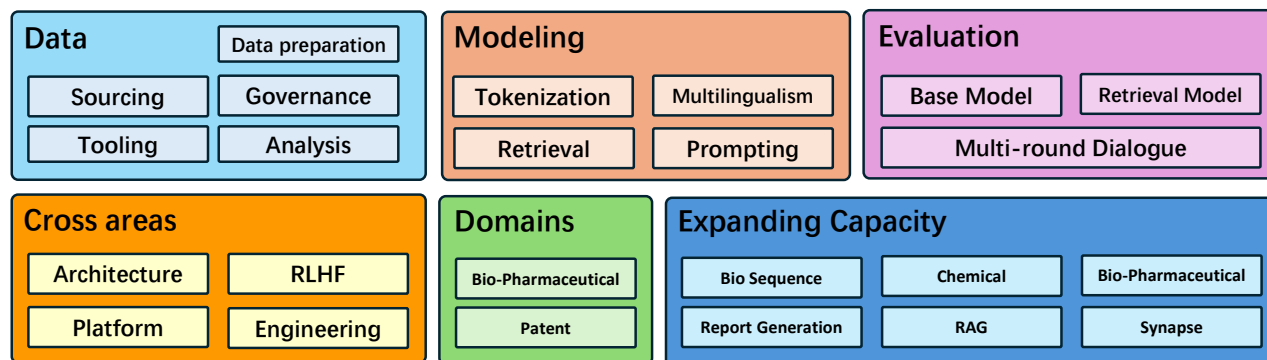 Data
Data preparation
Sourcing
Governance
Tooling
Analysis
Modeling
Tokenization
Multilingualism
Retrieval
Prompting
Evaluation
Base Model
Retrieval Model
Multi-round Dialogue
Cross areas
Architecture
RLHF
Platform
Engineering
Domains
Bio-Pharmaceutical
Patent
Expanding Capacity
Bio Sequence
Chemical
Bio-Pharmaceutical
Report Generation
RAG
Synapse